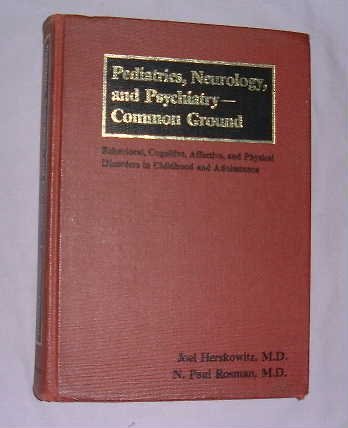 Pediatrics, Neurology,
and Psychiatry—
Common Ground
Behavioral, Cognitive, Affective, and Physical
Disorders in Childhood and Adolescence
Joel Herskowitz, M.D.
N. Paul Rosman, M.D.